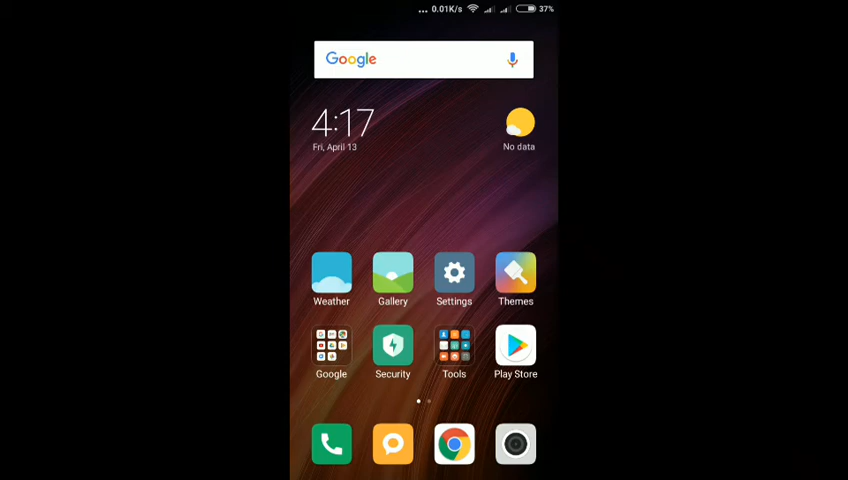 ... 0.01K/s 37%
Google
4:17
Fri, April 13
No data
Weather Gallery Settings Themes
Google Security Tools Play Store